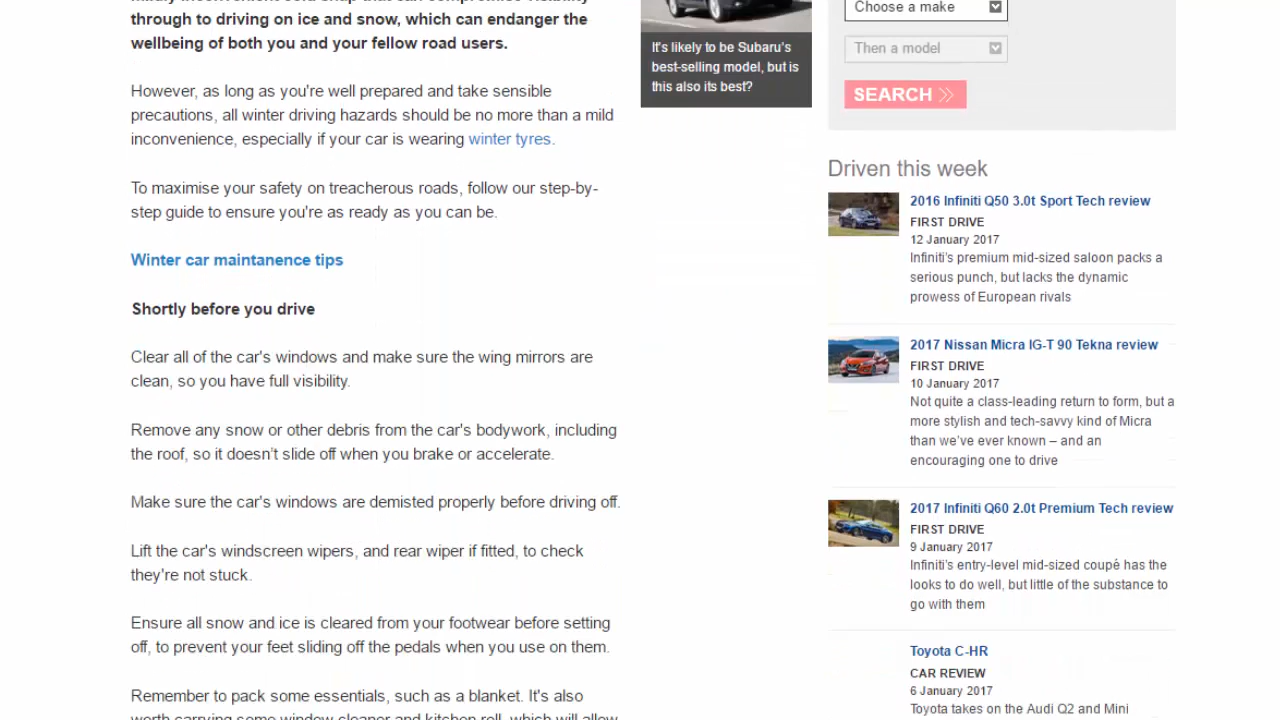 through to driving on ice and snow, which can endanger the
wellbeing of both you and your fellow road users.
However, as long as you're well prepared and take sensible
precautions, all winter driving hazards should be no more than a mild
inconvenience, especially if your car is wearing winter tyres.
To maximise your safety on treacherous roads, follow our step-by-
step guide to ensure you're as ready as you can be.
Winter car maintanence tips
Shortly before you drive
Clear all of the car's windows and make sure the wing mirrors are
clean, so you have full visibility.
Remove any snow or other debris from the car's bodywork, including
the roof, so it doesn’t slide off when you brake or accelerate.
Make sure the car's windows are demisted properly before driving off.
Lift the car's windscreen wipers, and rear wiper if fitted, to check
they're not stuck.
Ensure all snow and ice is cleared from your footwear before setting
off, to prevent your feet sliding off the pedals when you use on them.
Remember to pack some essentials, such as a blanket. It's also
worth carrying some window cleaner and kitchen roll, which will allow
It's likely to be Subaru’s
best-selling model, but is
this also its best?
Choose a make
Then a model
SEARCH
Driven this week
2016 Infiniti Q50 3.0t Sport Tech review
FIRST DRIVE
12 January 2017
Infiniti’s premium mid-sized saloon packs a
serious punch, but lacks the dynamic
prowess of European rivals
2017 Nissan Micra IG-T 90 Tekna review
FIRST DRIVE
10 January 2017
Not quite a class-leading return to form, but a
more stylish and tech-savvy kind of Micra
than we’ve ever known – and an
encouraging one to drive
2017 Infiniti Q60 2.0t Premium Tech review
FIRST DRIVE
9 January 2017
Infiniti’s entry-level mid-sized coupé has the
looks to do well, but little of the substance to
go with them
Toyota C-HR
CAR REVIEW
6 January 2017
Toyota takes on the Audi Q2 and Mini